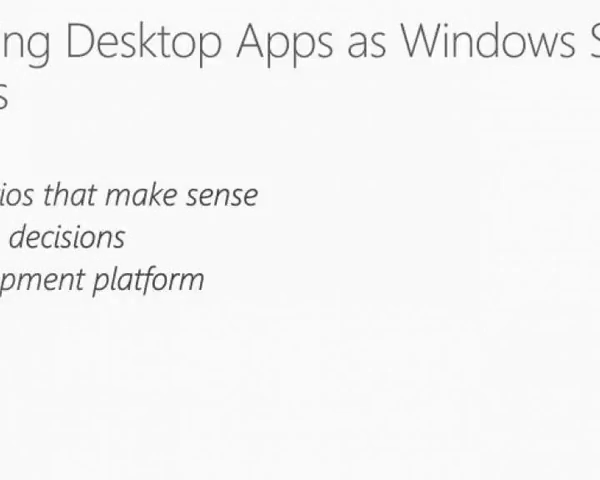 ng Desktop Apps as Windows S
s
ios that make sense
decisions
pment platform